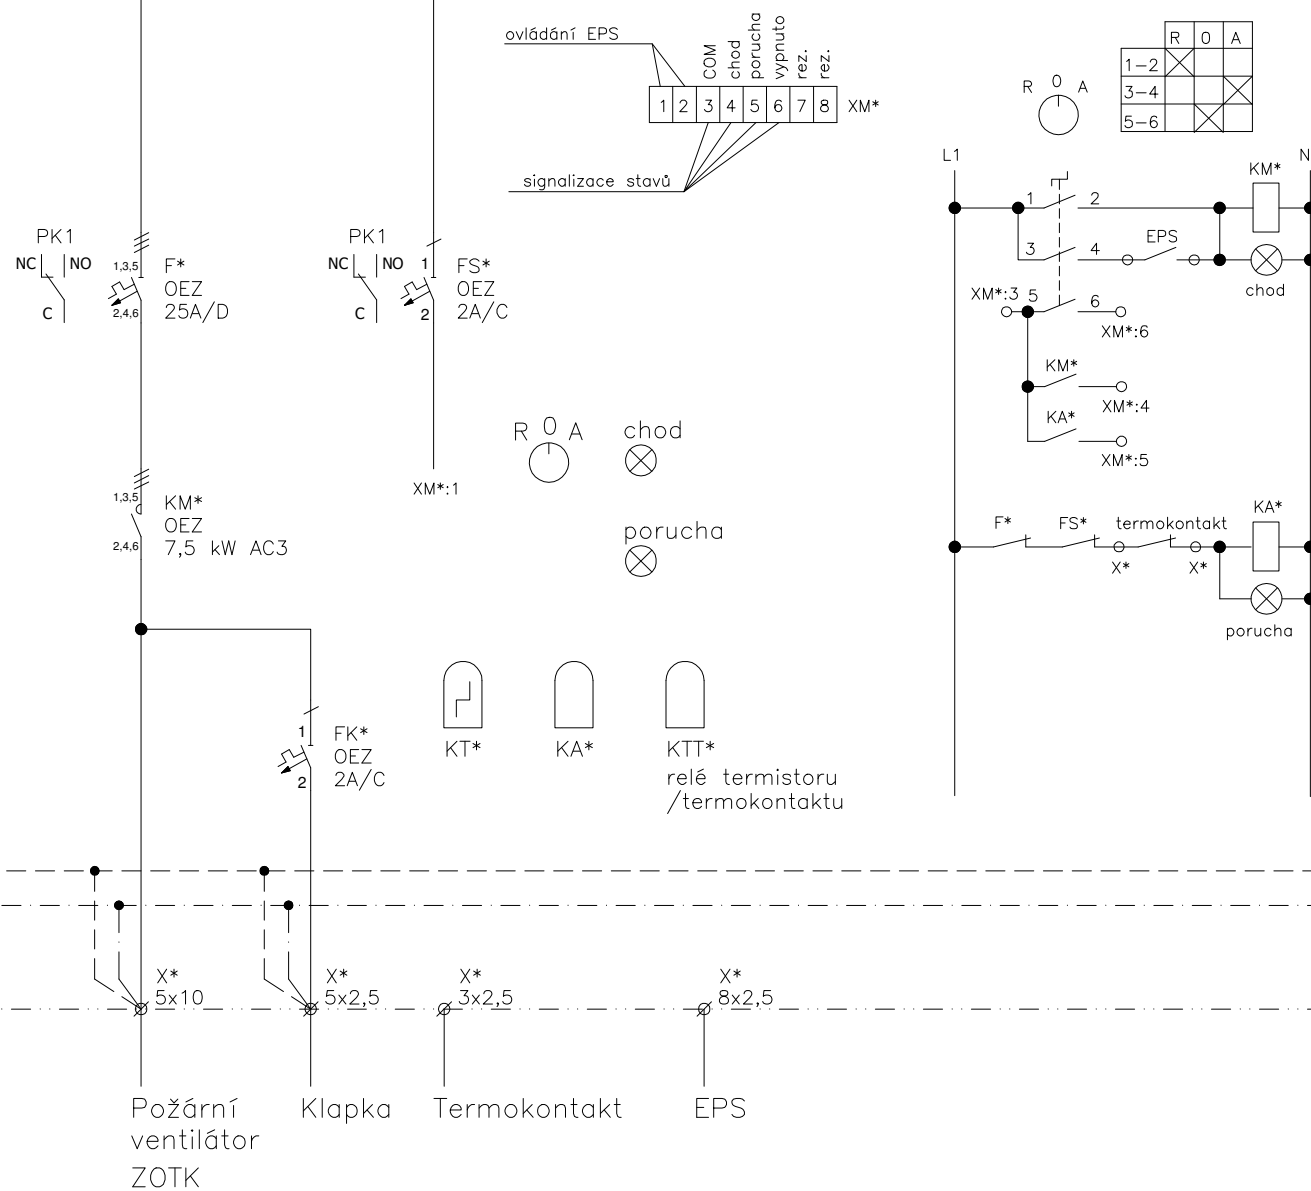 ovládání EPS
COM
chod
porucha
vypnuto
rez.
rez.
1 2 3 4 5 6 7 8 XM*
signalizace stavů
R 0 A
R 0 A
1-2
3-4
5-6
L1
N
KM*
1 2
3 4
EPS
chod
XM*:3 5 6
XM*:6
KM*
XM*:4
KA*
XM*:5
F* FS* termokontakt
X* X*
KA*
porucha
PK1
NC NO
C
1,3,5
2,4,6
F*
OEZ
25A/D
PK1
NC NO
C
1
2
FS*
OEZ
2A/C
XM*:1
1,3,5
2,4,6
KM*
OEZ
7,5 kW AC3
R 0 A
chod
porucha
1
2
FK*
OEZ
2A/C
KT*
KA*
KTT*
relé termistoru
/termokontaktu
X*
5x10
X*
5x2,5
X*
3x2,5
X*
8x2,5
Požární
ventilátor
ZOTK
Klapka
Termokontakt
EPS